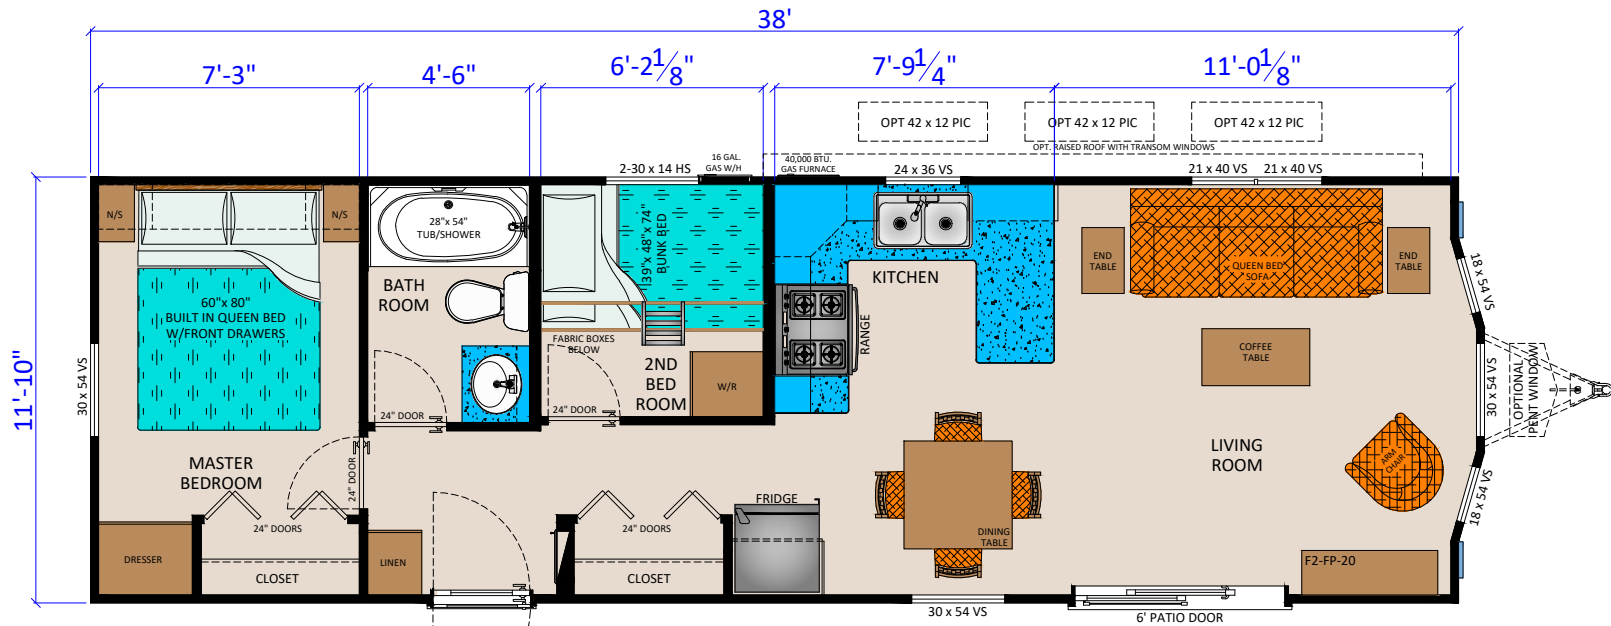 38'
7'-3"
4'-6"
6'-2 1/8"
7'-9 1/4"
11'-0 1/8"
OPT 42 x 12 PIC
OPT 42 x 12 PIC
OPT 42 x 12 PIC
OPT. RAISED ROOF WITH TRANSOM WINDOWS
2-30 x 14 HS
16 GAL.
GAS W/H
40,000 BTU.
GAS FURNACE
24 x 36 VS
21 x 40 VS
21 x 40 VS
N/S
N/S
28"x 54"
TUB/SHOWER
39" x 48" x 74"
BUNK BED
KITCHEN
END
TABLE
QUEEN BED
SOFA
END
TABLE
18 x 54 VS
BATH
ROOM
60"x 80"
BUILT IN QUEEN BED
W/FRONT DRAWERS
FABRIC BOXES
BELOW
RANGE
COFFEE
TABLE
11'-10"
30 x 54 VS
2ND
BED
ROOM
W/R
30 x 54 VS
OPTIONAL
PENT WINDOW
24" DOOR
24" DOOR
MASTER
BEDROOM
24" DOOR
LIVING
ROOM
ARM
CHAIR
18 x 54 VS
FRIDGE
24" DOORS
24" DOORS
DINING
TABLE
DRESSER
CLOSET
LINEN
CLOSET
F2-FP-20
30 x 54 VS
6' PATIO DOOR